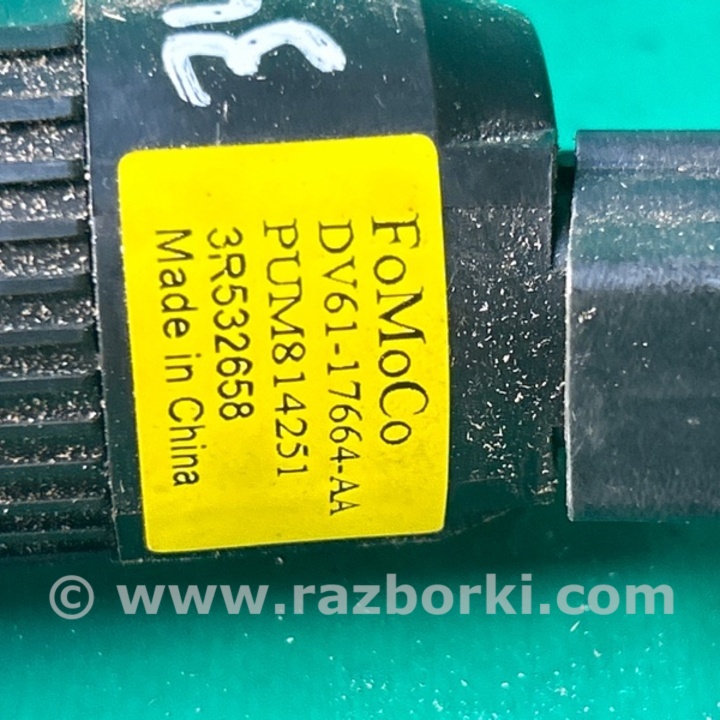 FoMoCo
DV61-17664-AA
PUM814251
3R532658
Made in China
© www.razborki.com